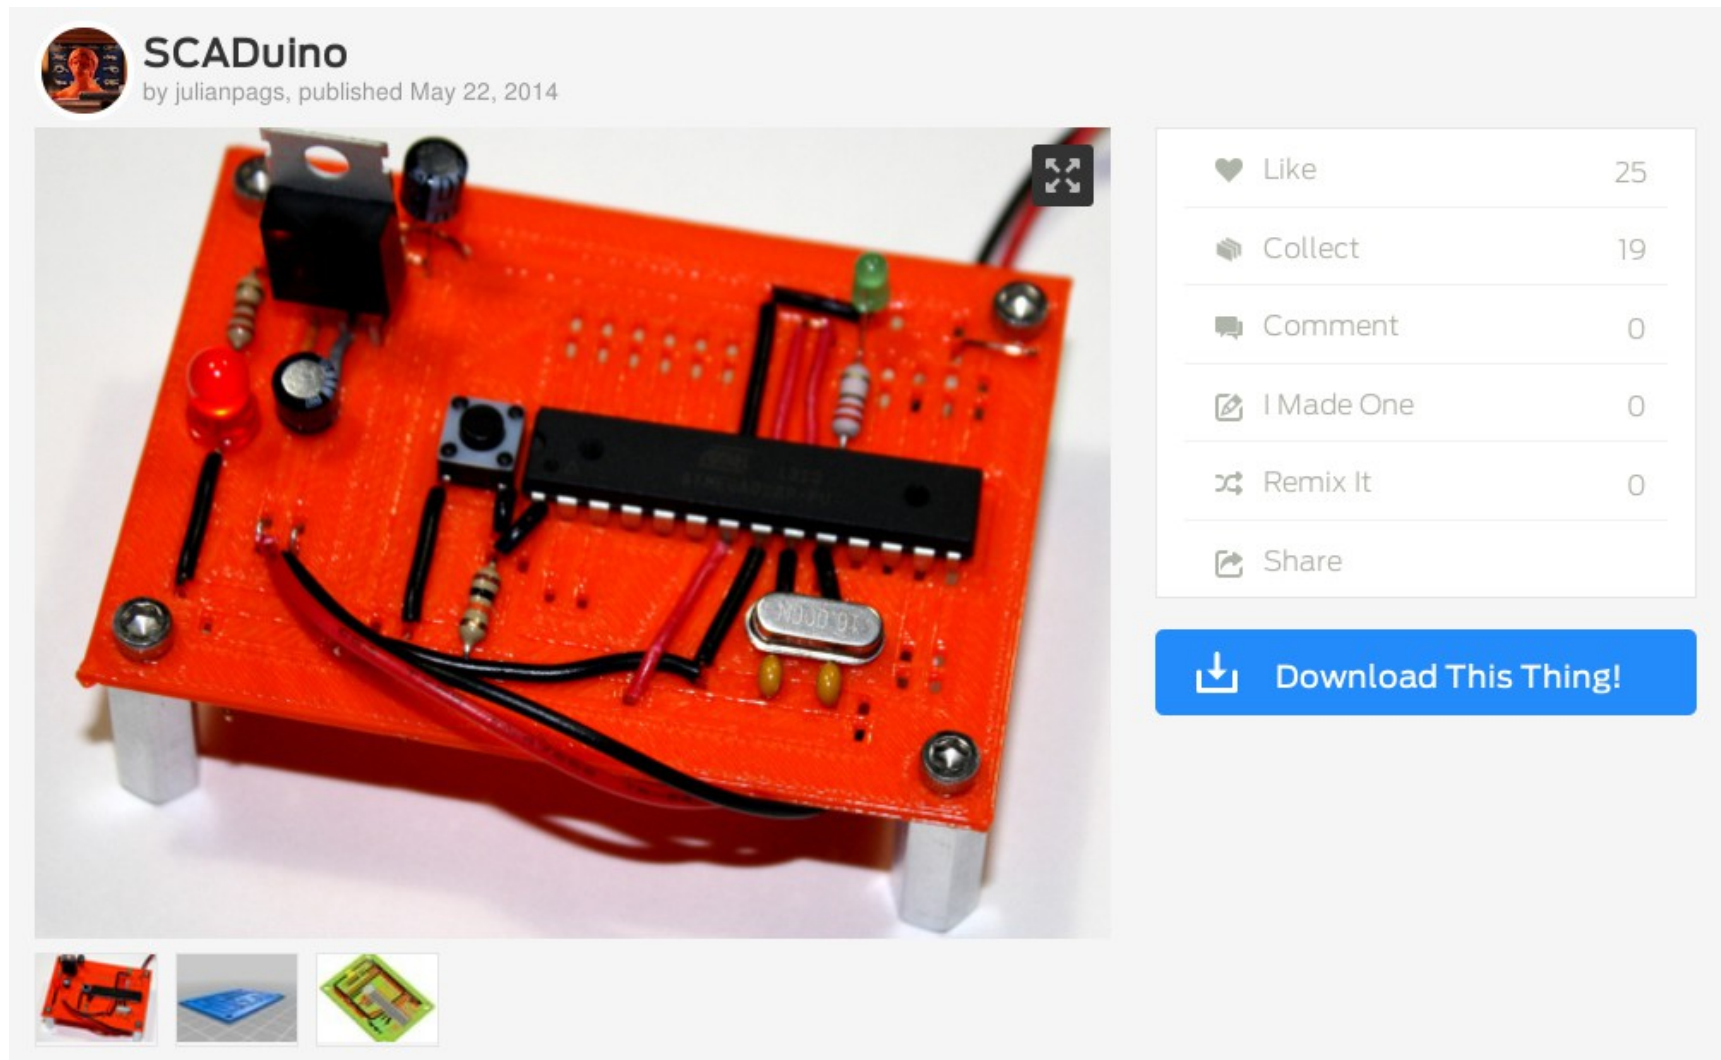 SCADuino
by julianpags, published May 22, 2014
Like 25
Collect 19
Comment 0
I Made One 0
Remix It 0
Share
Download This Thing!